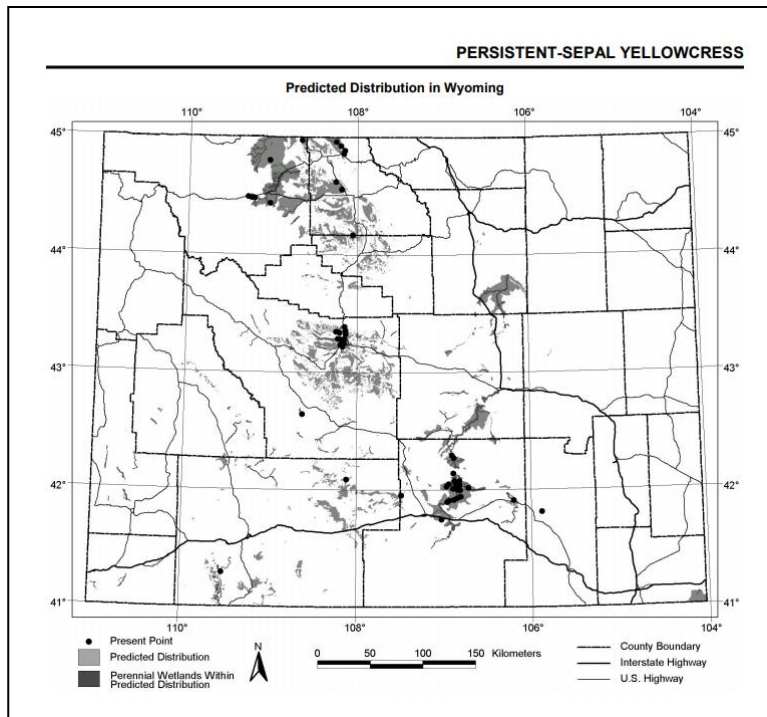 PERSISTENT-SEPAL YELLOWCRESS
Predicted Distribution in Wyoming
110° 108° 106° 104°
45° 45°
44° 44°
43° 43°
42° 42°
41° 41°
110° 108° 106° 104°
Present Point
Predicted Distribution
Perennial Wetlands Within
Predicted Distribution
N
0 50 100 150 Kilometers
County Boundary
Interstate Highway
U.S. Highway